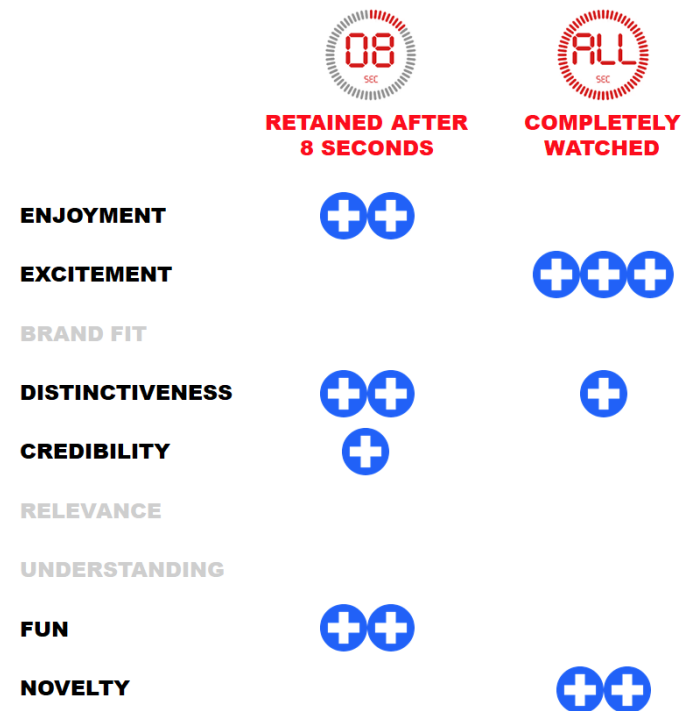 08
SEC
ALL
SEC
RETAINED AFTER
8 SECONDS
COMPLETELY
WATCHED
ENJOYMENT
EXCITEMENT
BRAND FIT
DISTINCTIVENESS
CREDIBILITY
RELEVANCE
UNDERSTANDING
FUN
NOVELTY